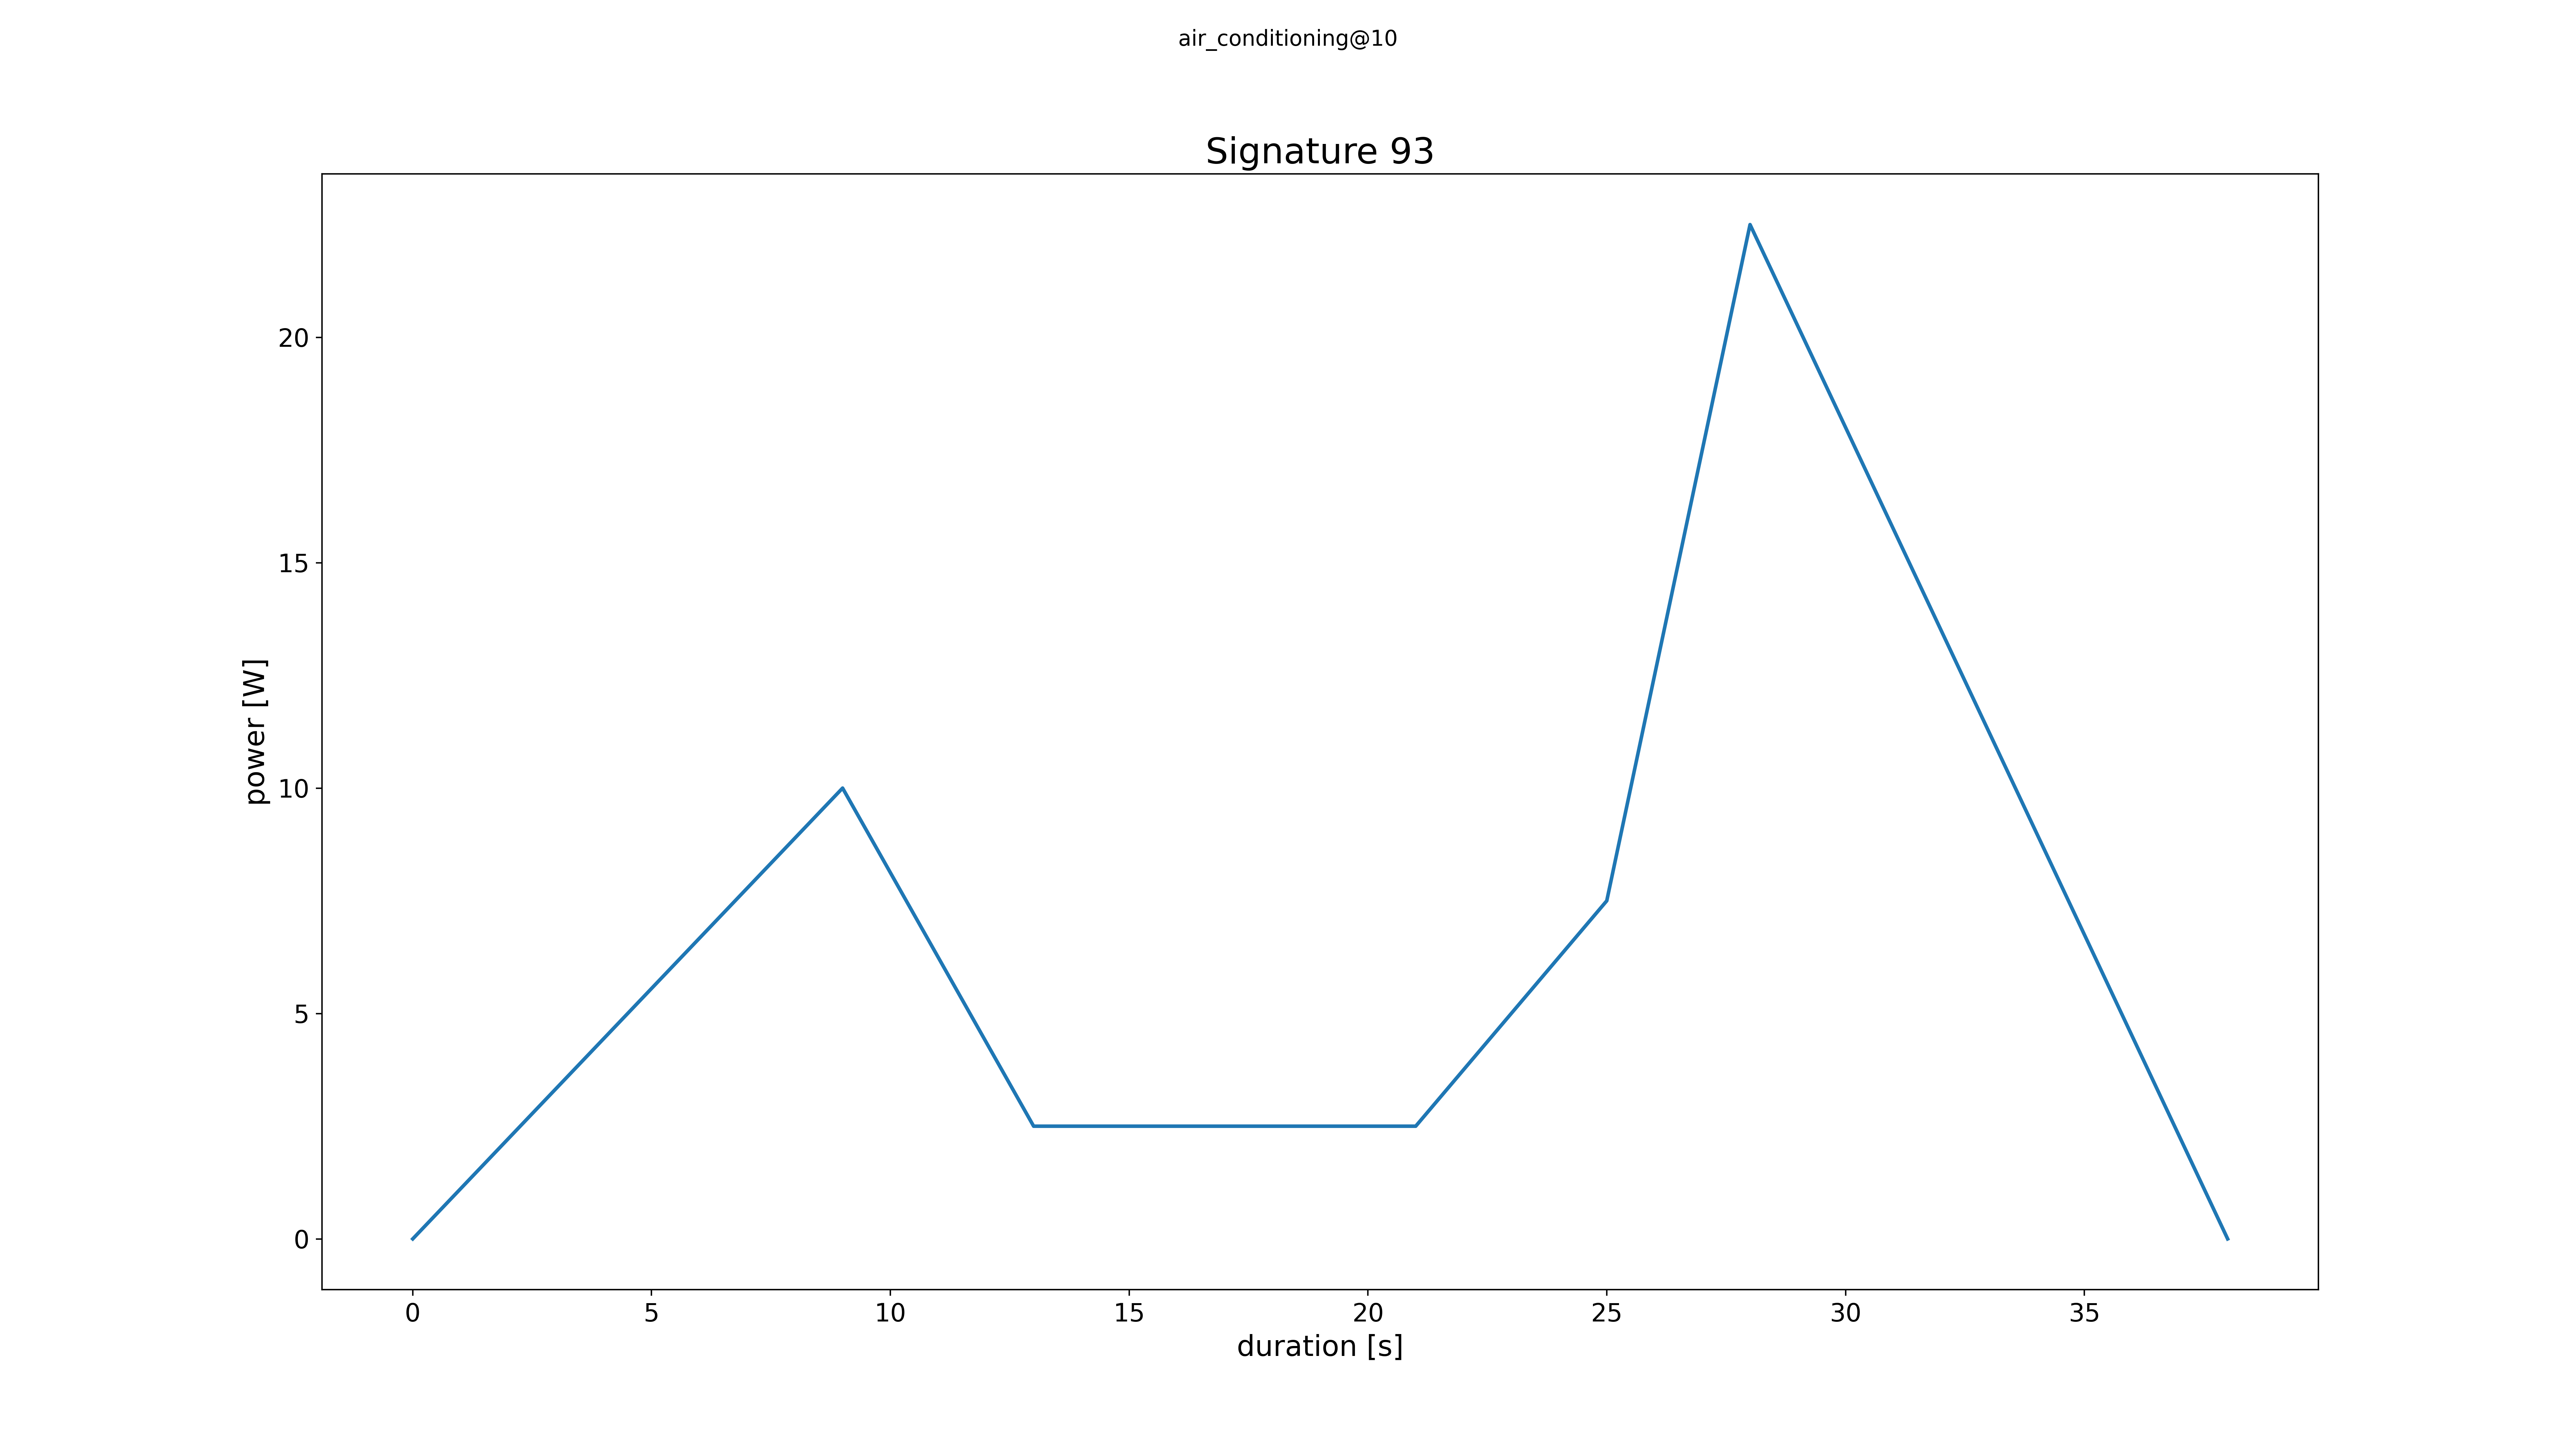 air_conditioning@10
Signature 93
power [W]
20
15
10
5
0
0 5 10 15 20 25 30 35
duration [s]